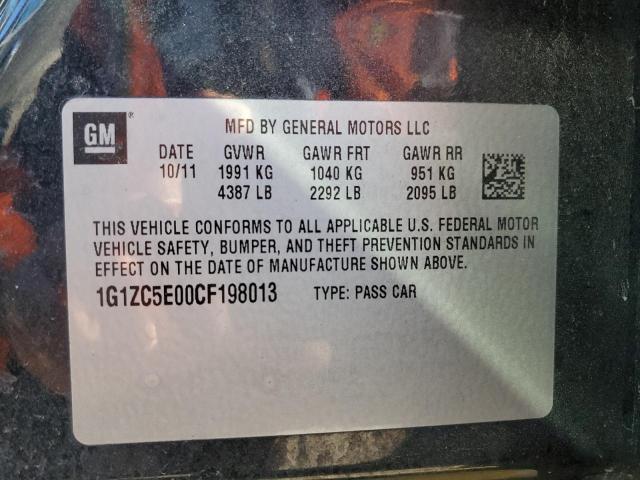 GM
MFD BY GENERAL MOTORS LLC
DATE GVWR GAWR FRT GAWR RR
10/11 1991 KG 1040 KG 951 KG
4387 LB 2292 LB 2095 LB
THIS VEHICLE CONFORMS TO ALL APPLICABLE U.S. FEDERAL MOTOR
VEHICLE SAFETY, BUMPER, AND THEFT PREVENTION STANDARDS IN
EFFECT ON THE DATE OF MANUFACTURE SHOWN ABOVE.
1G1ZC5E00CF198013 TYPE: PASS CAR